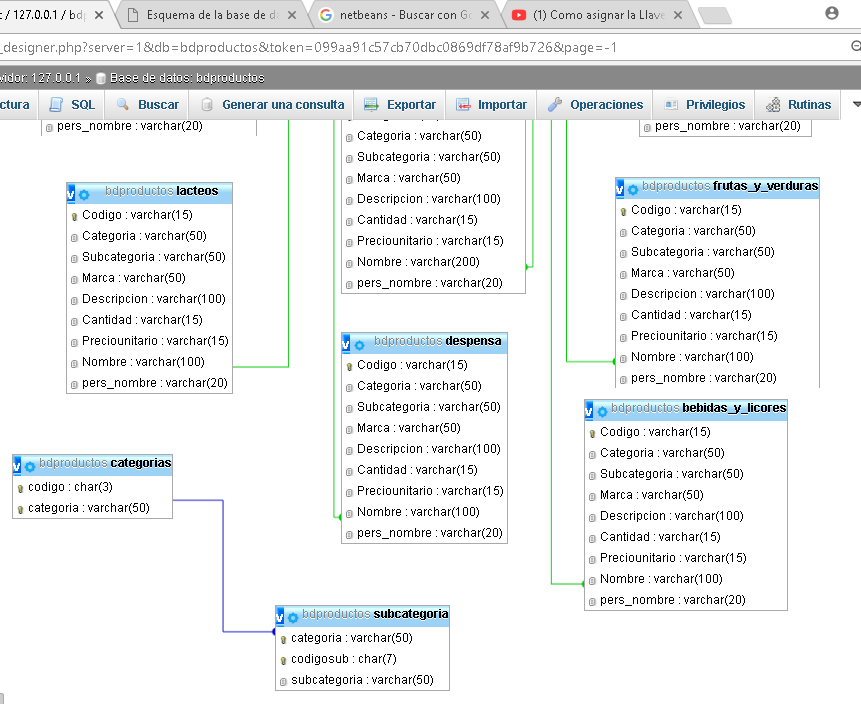 / 127.0.0.1 / bdp
Esquema de la base de d
netbeans - Buscar con Go
(1) Como asignar la Llave
_designer.php?server=1&db=bdproductos&token=099aa91c57cb70dbc0869df78af9b726&page=-1
vidor: 127.0.0.1 » Base de datos: bdproductos
ctura
SQL
Buscar
Generar una consulta
Exportar
Importar
Operaciones
Privilegios
Rutinas
pers_nombre : varchar(20)
Categoria : varchar(50)
Subcategoria : varchar(50)
Marca : varchar(50)
Descripcion : varchar(100)
Cantidad : varchar(15)
Preciounitario : varchar(15)
Nombre : varchar(200)
pers_nombre : varchar(20)
pers_nombre : varchar(20)
v bdproductos lacteos
Codigo : varchar(15)
Categoria : varchar(50)
Subcategoria : varchar(50)
Marca : varchar(50)
Descripcion : varchar(100)
Cantidad : varchar(15)
Preciounitario : varchar(15)
Nombre : varchar(100)
pers_nombre : varchar(20)
v bdproductos frutas_y_verduras
Codigo : varchar(15)
Categoria : varchar(50)
Subcategoria : varchar(50)
Marca : varchar(50)
Descripcion : varchar(100)
Cantidad : varchar(15)
Preciounitario : varchar(15)
Nombre : varchar(100)
pers_nombre : varchar(20)
v bdproductos despensa
Codigo : varchar(15)
Categoria : varchar(50)
Subcategoria : varchar(50)
Marca : varchar(50)
Descripcion : varchar(100)
Cantidad : varchar(15)
Preciounitario : varchar(15)
Nombre : varchar(100)
pers_nombre : varchar(20)
v bdproductos bebidas_y_licores
Codigo : varchar(15)
Categoria : varchar(50)
Subcategoria : varchar(50)
Marca : varchar(50)
Descripcion : varchar(100)
Cantidad : varchar(15)
Preciounitario : varchar(15)
Nombre : varchar(100)
pers_nombre : varchar(20)
v bdproductos categorias
codigo : char(3)
categoria : varchar(50)
v bdproductos subcategoria
categoria : varchar(50)
codigosub : char(7)
subcategoria : varchar(50)